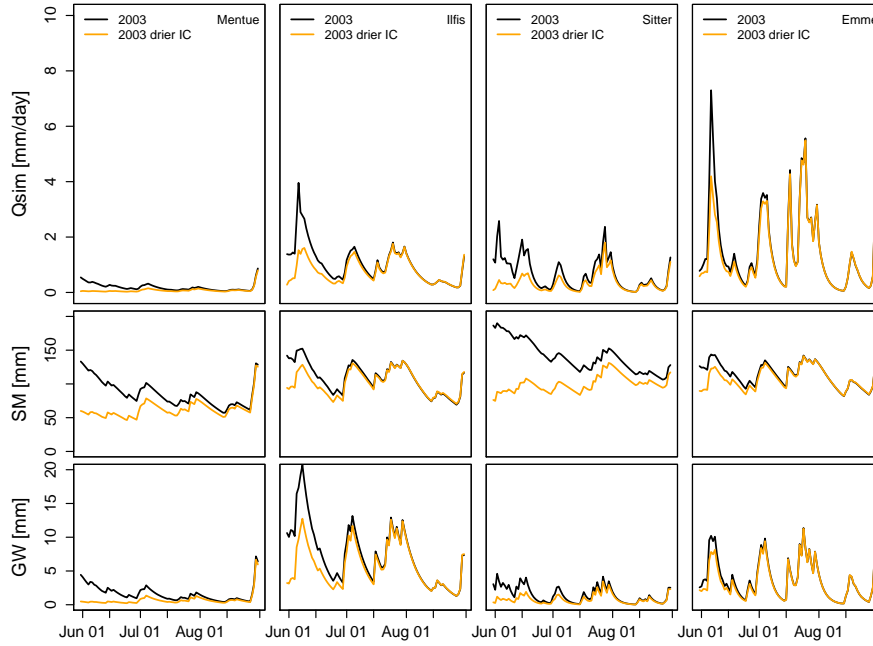 2003 Mentue
2003 drier IC
2003 Ilfis
2003 drier IC
2003 Sitter
2003 drier IC
2003 Emme
2003 drier IC
Qsim [mm/day]
10
8
6
4
2
0
SM [mm]
150
50
0
GW [mm]
20
15
10
5
0
Jun 01 Jul 01 Aug 01
Jun 01 Jul 01 Aug 01
Jun 01 Jul 01 Aug 01
Jun 01 Jul 01 Aug 01